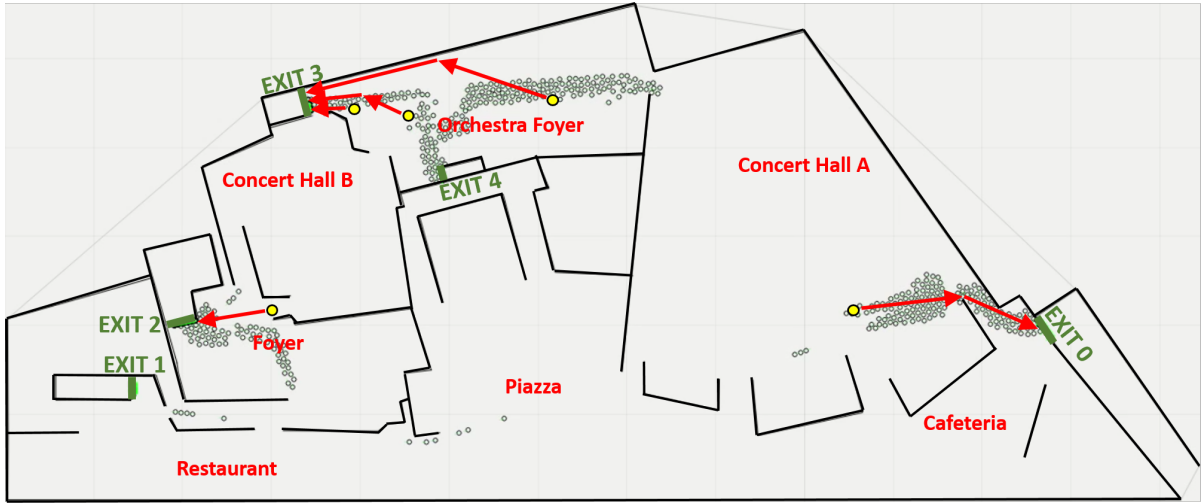 EXIT 3
Orchestra Foyer
Concert Hall A
Concert Hall B
EXIT 4
EXIT 2
EXIT 0
Foyer
EXIT 1
Piazza
Cafeteria
Restaurant